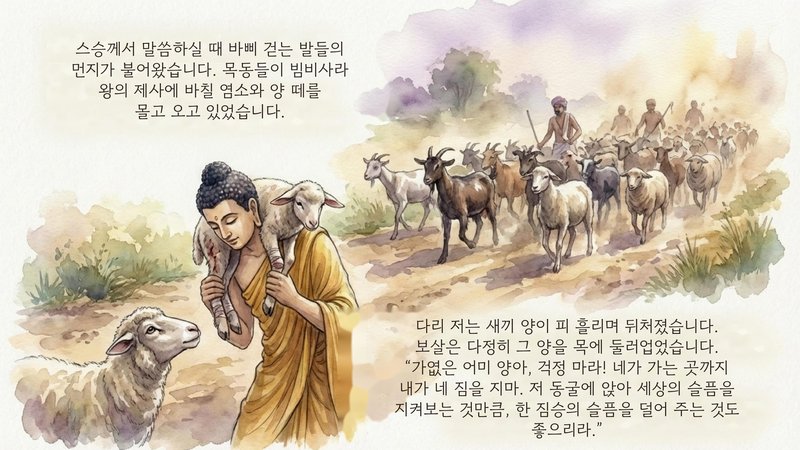 스승께서 말씀하실 때 바삐 걷는 발들의
먼지가 불어왔습니다. 목동들이 빔비사라
왕의 제사에 바칠 염소와 양 떼를
몰고 오고 있었습니다.
다리 저는 새끼 양이 피 흘리며 뒤처졌습니다.
보살은 다정히 그 양을 목에 둘러업었습니다.
“가엾은 어미 양아, 걱정 마라! 네가 가는 곳까지
내가 네 짐을 지마. 저 동굴에 앉아 세상의 슬픔을
지켜보는 것만큼, 한 짐승의 슬픔을 덜어 주는 것도
좋으리라.”